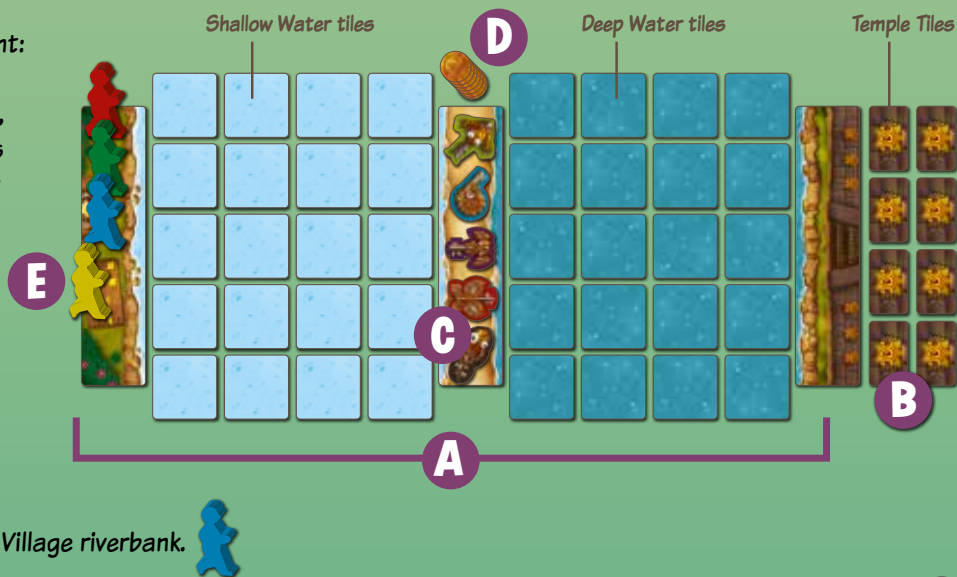 Shallow Water tiles
Deep Water tiles
Temple Tiles
nt:
D
s
E
C
B
A
Village riverbank.